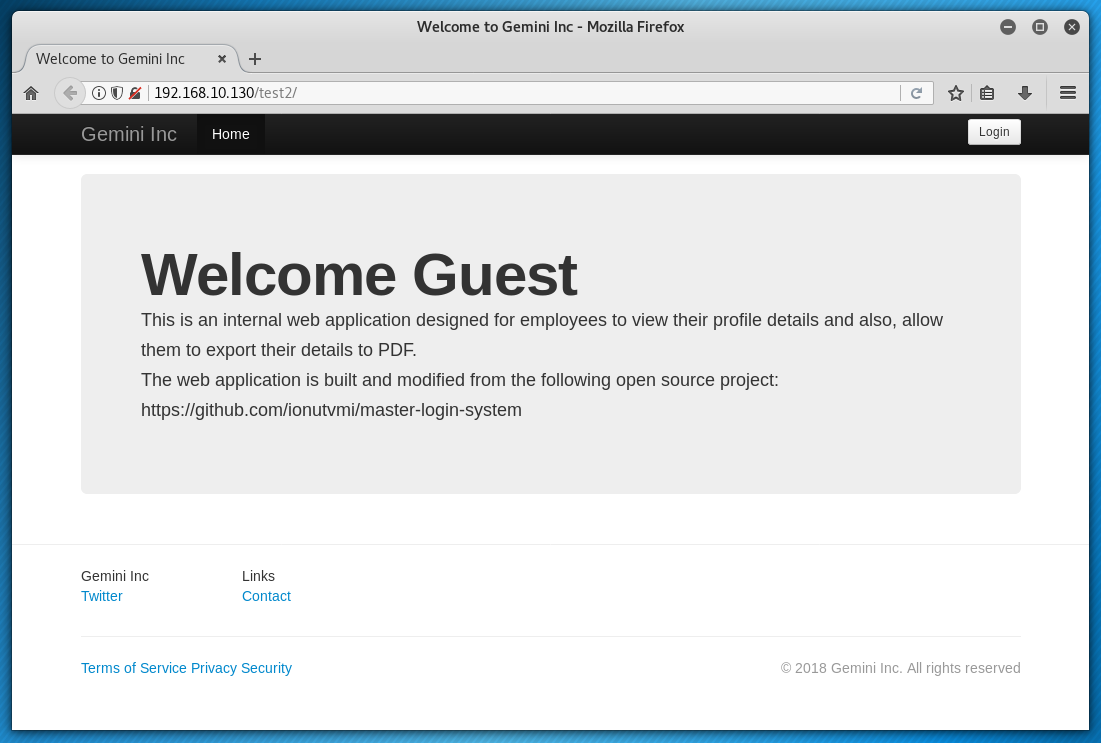 Welcome to Gemini Inc - Mozilla Firefox
Welcome to Gemini Inc
192.168.10.130/test2/
Gemini Inc Home Login
Welcome Guest
This is an internal web application designed for employees to view their profile details and also, allow
them to export their details to PDF.
The web application is built and modified from the following open source project:
https://github.com/ionutvmi/master-login-system
Gemini Inc Links
Twitter Contact
Terms of Service Privacy Security © 2018 Gemini Inc. All rights reserved